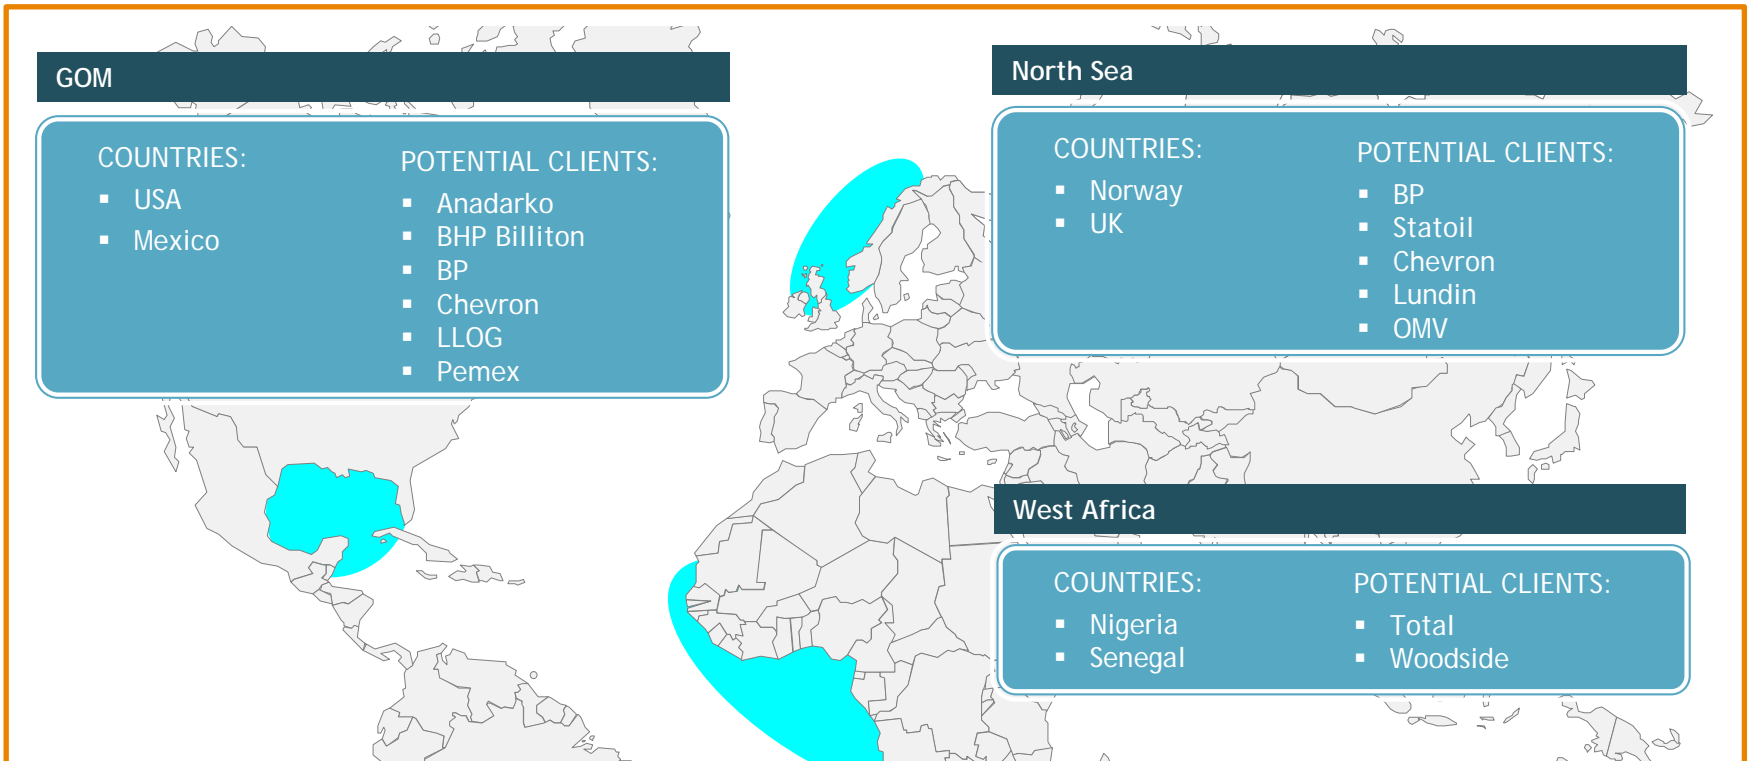 GOM
COUNTRIES:
▪ USA
▪ Mexico
POTENTIAL CLIENTS:
▪ Anadarko
▪ BHP Billiton
▪ BP
▪ Chevron
▪ LLOG
▪ Pemex
North Sea
COUNTRIES:
▪ Norway
▪ UK
POTENTIAL CLIENTS:
▪ BP
▪ Statoil
▪ Chevron
▪ Lundin
▪ OMV
West Africa
COUNTRIES:
▪ Nigeria
▪ Senegal
POTENTIAL CLIENTS:
▪ Total
▪ Woodside